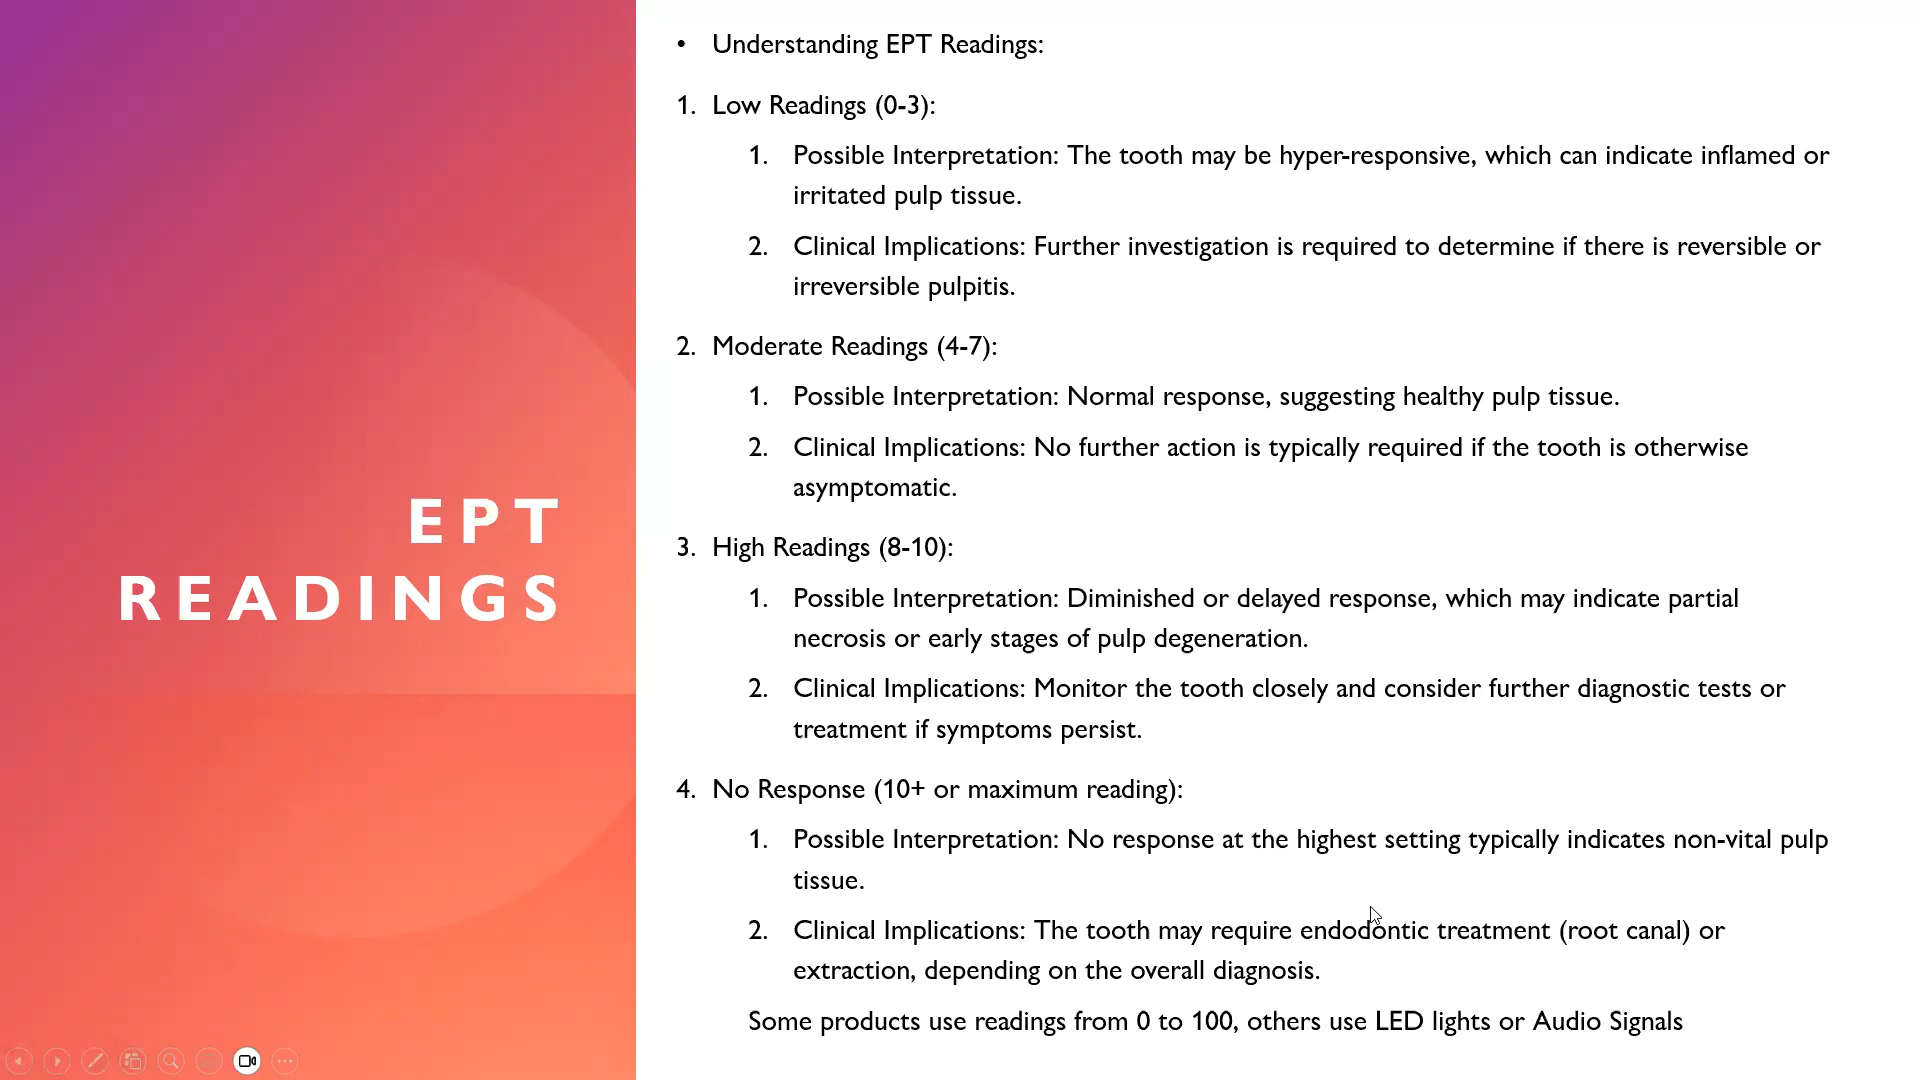 EPT
READINGS
• Understanding EPT Readings:
1. Low Readings (0-3):
1. Possible Interpretation: The tooth may be hyper-responsive, which can indicate inflamed or
irritated pulp tissue.
2. Clinical Implications: Further investigation is required to determine if there is reversible or
irreversible pulpitis.
2. Moderate Readings (4-7):
1. Possible Interpretation: Normal response, suggesting healthy pulp tissue.
2. Clinical Implications: No further action is typically required if the tooth is otherwise
asymptomatic.
3. High Readings (8-10):
1. Possible Interpretation: Diminished or delayed response, which may indicate partial
necrosis or early stages of pulp degeneration.
2. Clinical Implications: Monitor the tooth closely and consider further diagnostic tests or
treatment if symptoms persist.
4. No Response (10+ or maximum reading):
1. Possible Interpretation: No response at the highest setting typically indicates non-vital pulp
tissue.
2. Clinical Implications: The tooth may require endodontic treatment (root canal) or
extraction, depending on the overall diagnosis.
Some products use readings from 0 to 100, others use LED lights or Audio Signals